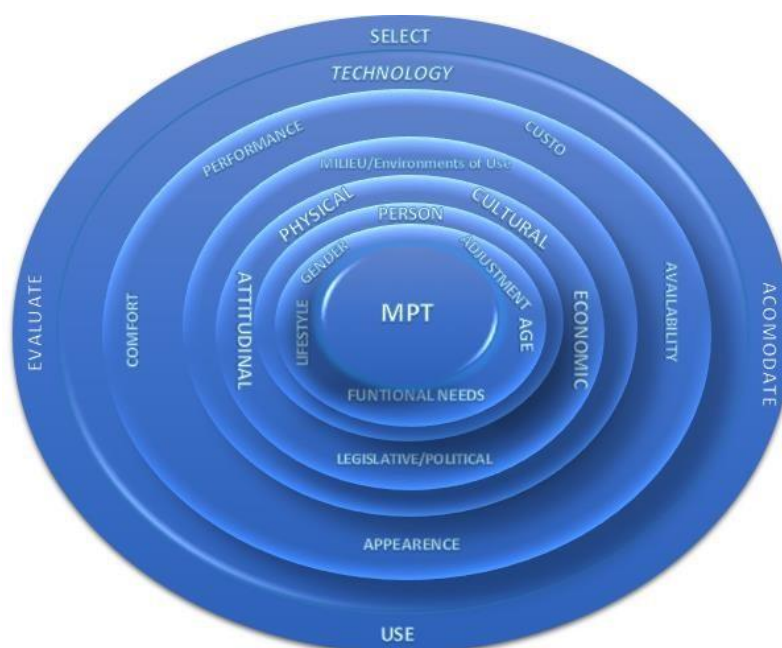 SELECT
TECHNOLOGY
PERFORMANCE
CUSTO
MILIEU/Environments of Use
PHYSICAL
PERSON
CULTURAL
GENDER
ADJUSTMENT
EVALUATE
COMFORT
ATTITUDINAL
LIFESTYLE
MPT
AGE
ECONOMIC
AVAILABILITY
ACOMODATE
FUNTIONAL NEEDS
LEGISLATIVE/POLITICAL
APPEARENCE
USE